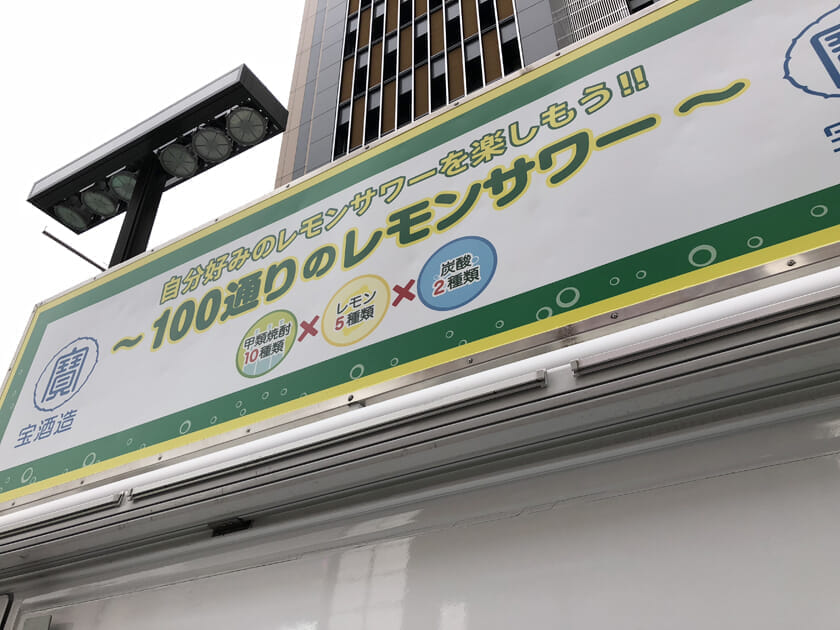 自分好みのレモンサワーを楽しもう!!
～100通りのレモンサワー～
甲類焼酎
10種類
×
レモン
5種類
×
炭酸
2種類
寳
宝酒造
寳